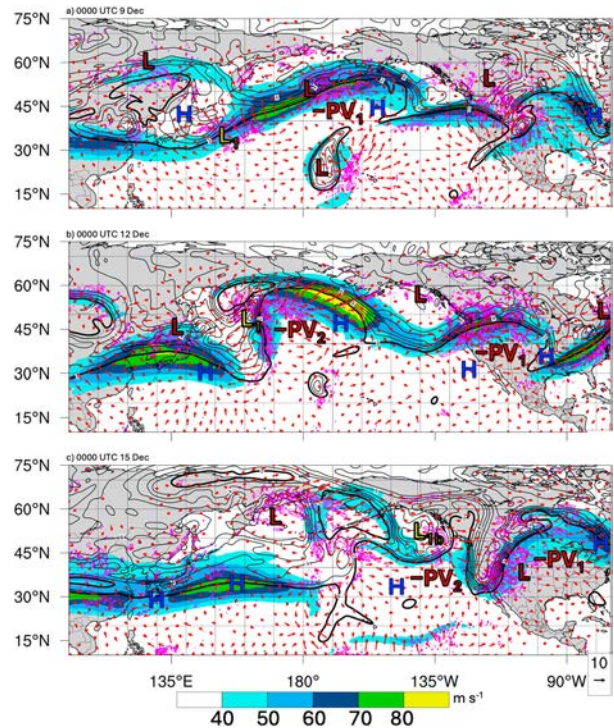 a) 0000 UTC 9 Dec
75°N
60°N
45°N
30°N
15°N
L
H
L1
L
−PV1
H
L
L
H
b) 0000 UTC 12 Dec
75°N
60°N
45°N
30°N
15°N
L
H
L1
−PV2
H
L
−PV1
H
H
L
c) 0000 UTC 15 Dec
75°N
60°N
45°N
30°N
15°N
L
H
H
L1b
H
−PV2
L
−PV1
H
135°E 180° 135°W 90°W
10
→
40 50 60 70 80 m s⁻¹